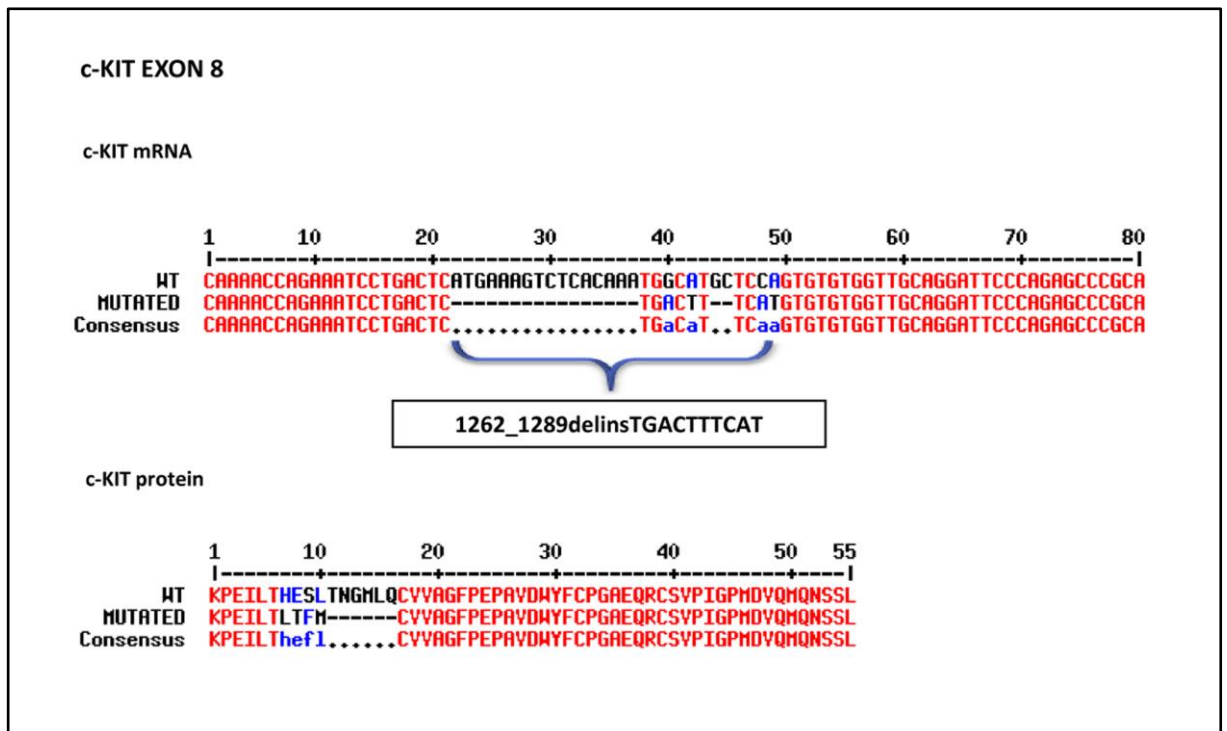 c-KIT EXON 8
c-KIT mRNA
1 10 20 30 40 50 60 70 80
WT CAAAACCAGAAATCCTGACTCATGAAAGTCTCACAAATGGCATGCTCCAGTGTGTGGTTGCAGGATTCCCAGAGCCCGCA
MUTATED CAAAACCAGAAATCCTGACTC----------------TGACTT--TCATGTGTGTGGTTGCAGGATTCCCAGAGCCCGCA
Consensus CAAAACCAGAAATCCTGACTC................TGaCaT..TCaaGTGTGTGGTTGCAGGATTCCCAGAGCCCGCA
1262_1289delinsTGACTTTCAT
c-KIT protein
1 10 20 30 40 50 55
WT KPEILTHESLTNGMLQCVVAGFPEPAVDWYFCPGAEQRCSVPIGPMDVQMQNSSL
MUTATED KPEILTLTFM------CVVAGFPEPAVDWYFCPGAEQRCSVPIGPMDVQMQNSSL
Consensus KPEILThefl......CVVAGFPEPAVDWYFCPGAEQRCSVPIGPMDVQMQNSSL